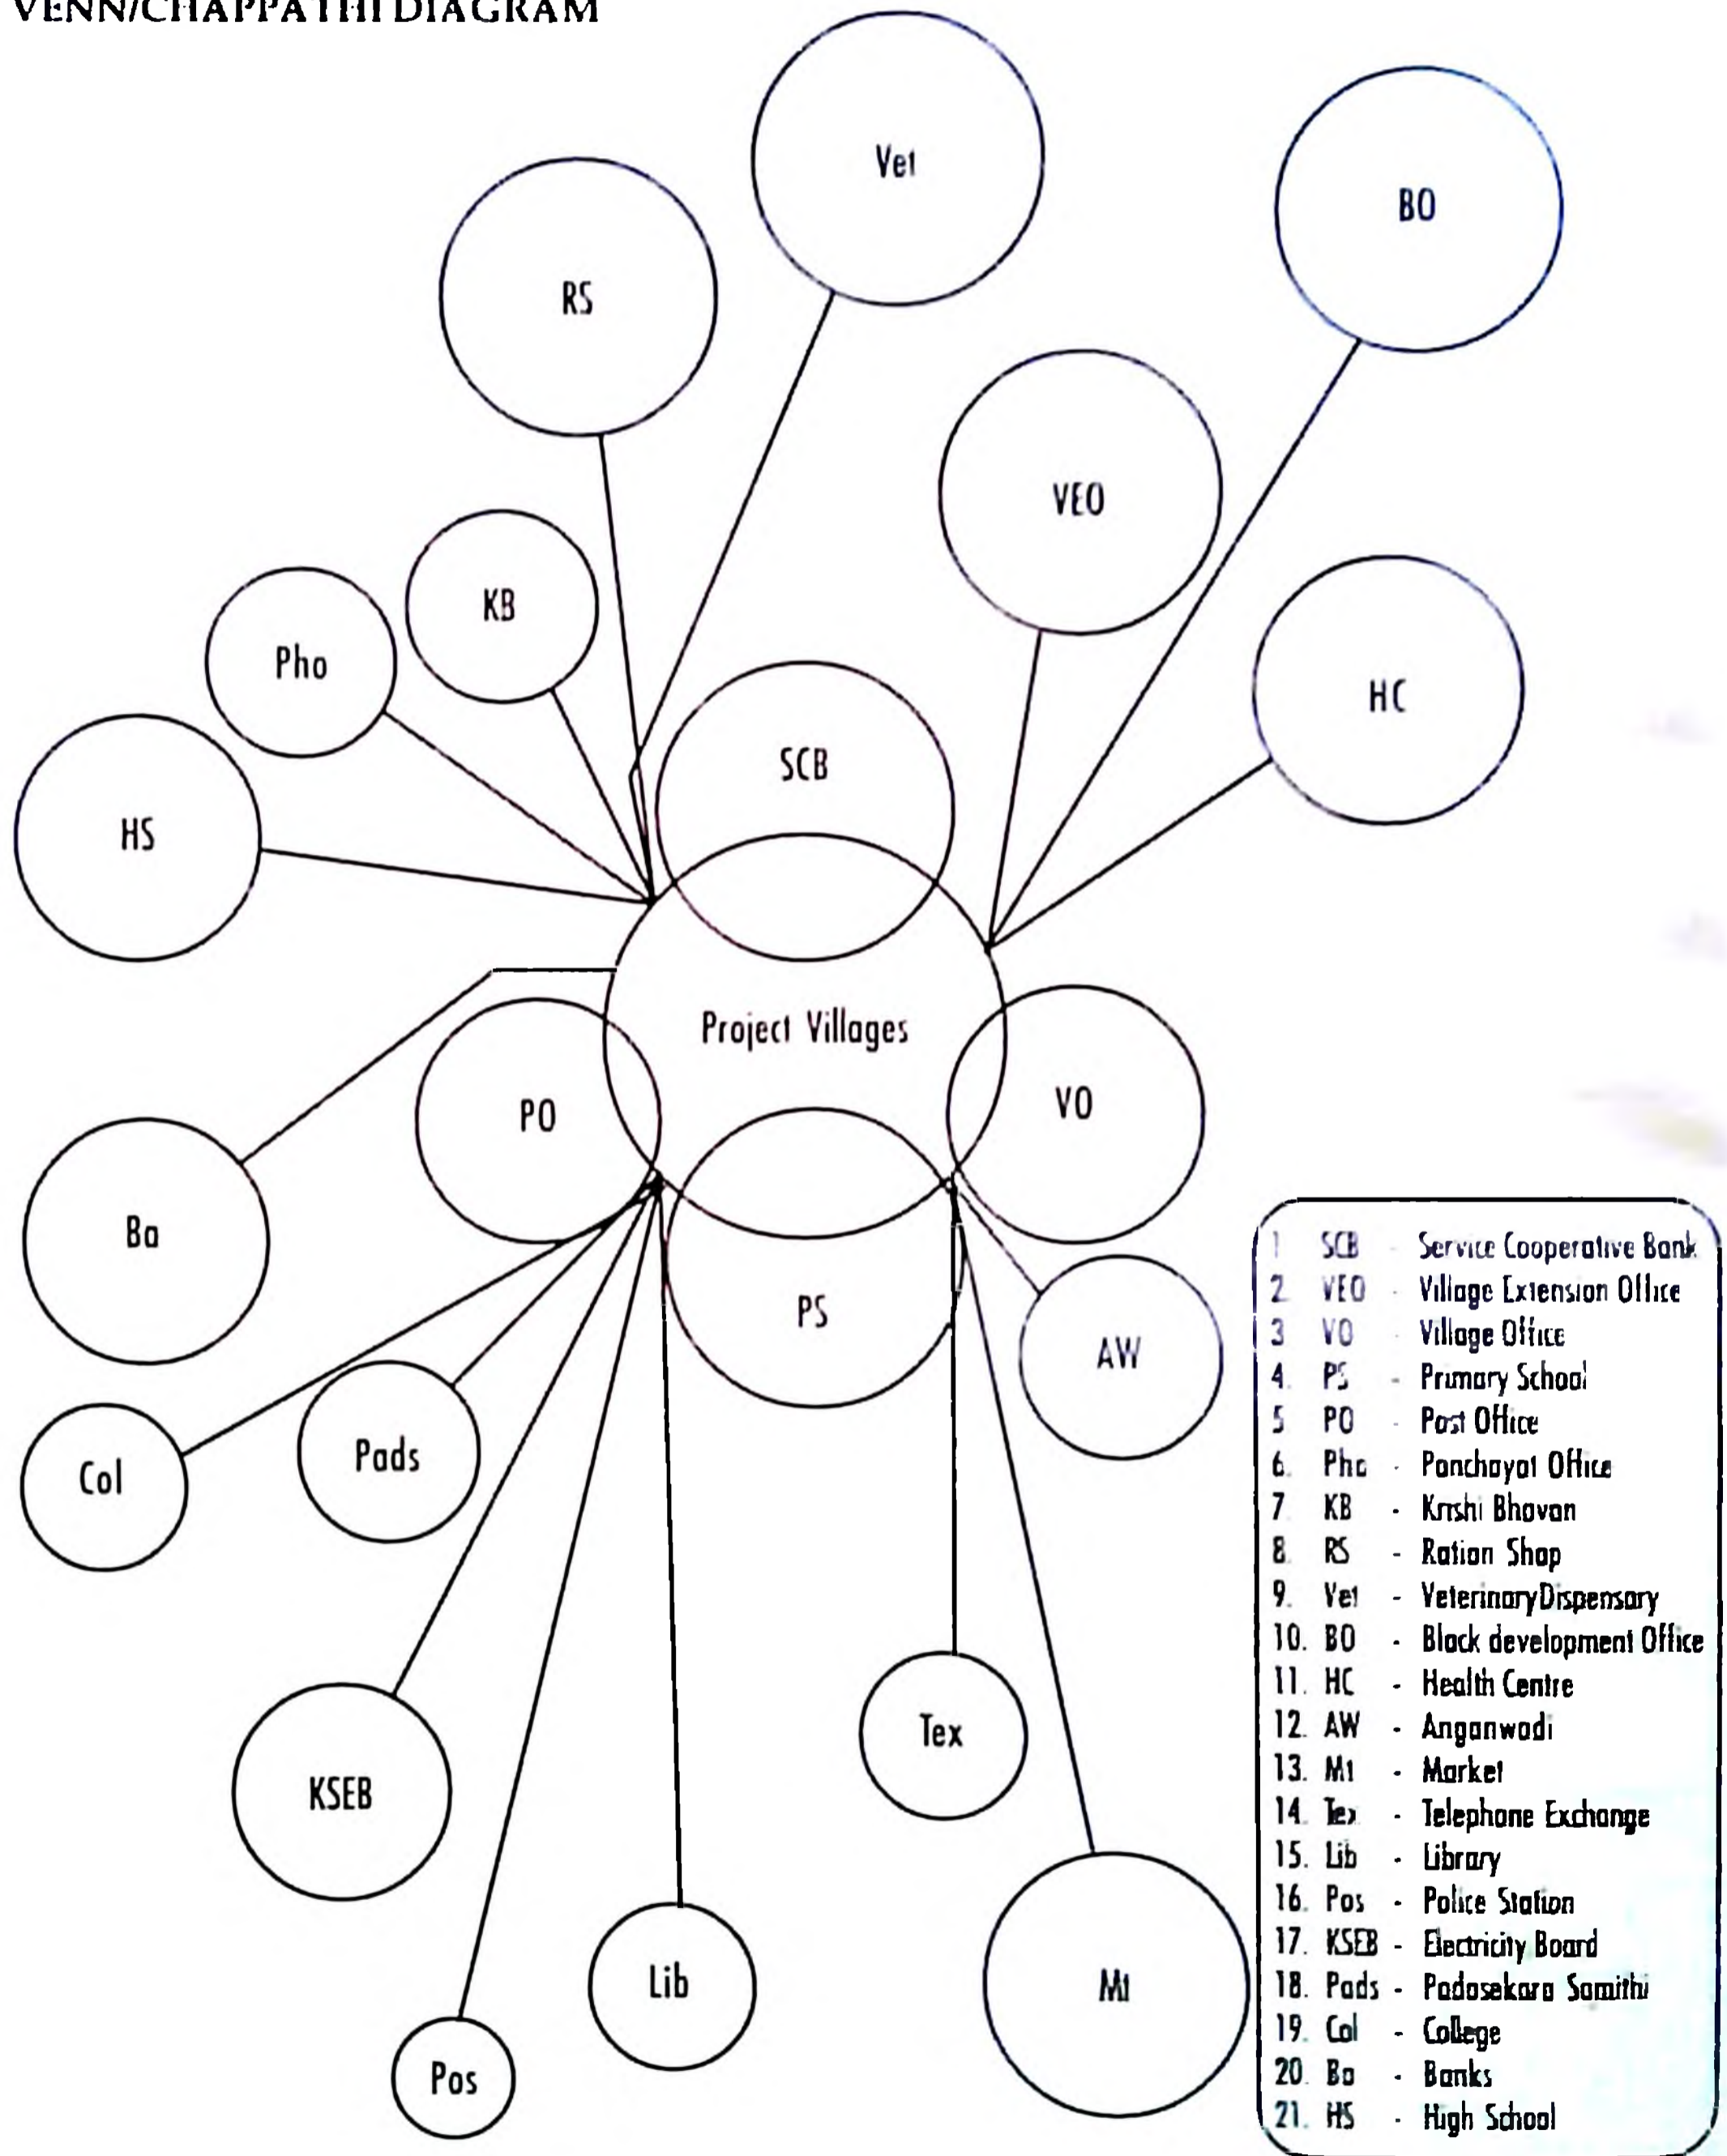 VENN/CHAPPATHI DIAGRAM
Vet
BO
RS
VEO
KB
Pho
HC
SCB
HS
Project Villages
PO
VO
Ba
PS
AW
Col
Pads
KSEB
Tex
Lib
Mt
Pos
1 SCB - Service Cooperative Bank
2 VEO - Village Extension Office
3 VO - Village Office
4. PS - Primary School
5 PO - Post Office
6. Pho - Panchayat Office
7 KB - Krishi Bhavan
8. RS - Ration Shop
9. Vet - VeterinaryDispensary
10. BO - Block development Office
11. HC - Health Centre
12. AW - Anganwadi
13. Mt - Market
14. Tex - Telephone Exchange
15. Lib - Library
16. Pos - Police Station
17. KSEB - Electricity Board
18. Pads - Padasekara Samithi
19. Col - College
20. Ba - Banks
21. HS - High School